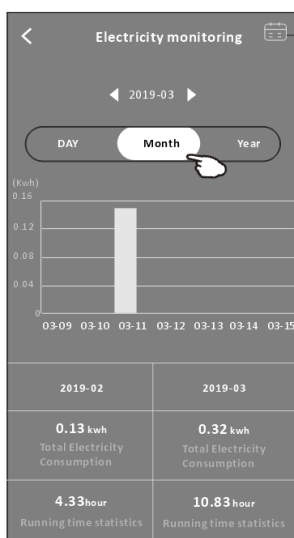 Electricity monitoring
2019-03
DAY Month Year
(Kwh)
0.16
0.12
0.08
0.04
0
03-09 03-10 03-11 03-12 03-13 03-14 03-15
2019-02 2019-03
0.13 kwh 0.32 kwh
Total Electricity Total Electricity
Consumption Consumption
4.33hour 10.83 hour
Running time statistics Running time statistics